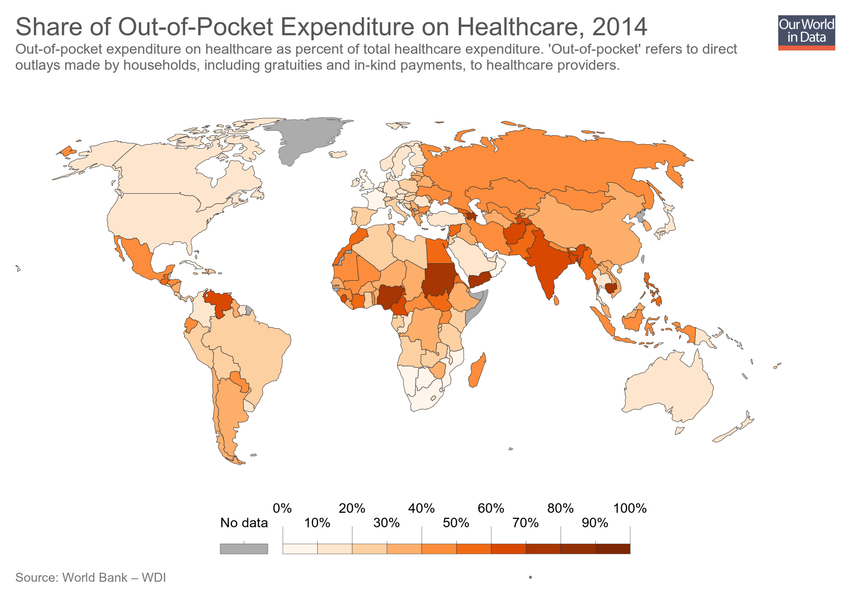 Share of Out-of-Pocket Expenditure on Healthcare, 2014
Our World
in Data
Out-of-pocket expenditure on healthcare as percent of total healthcare expenditure. 'Out-of-pocket' refers to direct
outlays made by households, including gratuities and in-kind payments, to healthcare providers.
0% 20% 40% 60% 80% 100%
No data 10% 30% 50% 70% 90%
Source: World Bank – WDI